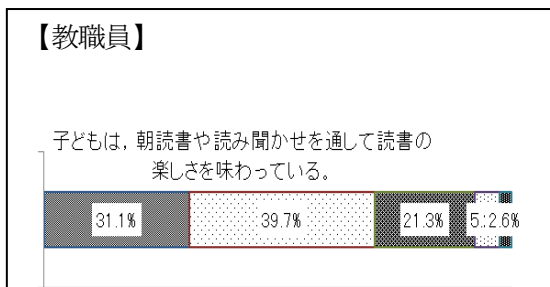 【教職員】
子どもは，朝読書や読み聞かせを通して読書の
楽しさを味わっている。
31.1% 39.7% 21.3% 2.6%